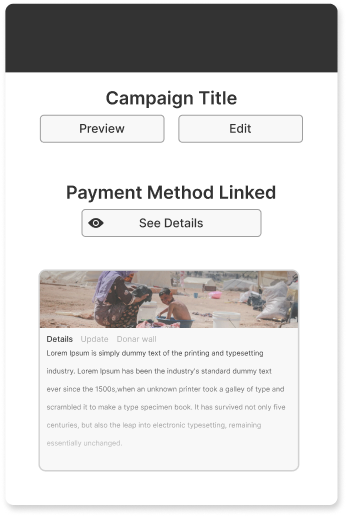 Campaign Title
Preview Edit
Payment Method Linked
See Details
Details Update Donar wall
Lorem Ipsum is simply dummy text of the printing and typesetting
industry. Lorem Ipsum has been the industry's standard dummy text
ever since the 1500s,when an unknown printer took a galley of type and
scrambled it to make a type specimen book. It has survived not only five
centuries, but also the leap into electronic typesetting, remaining
essentially unchanged.